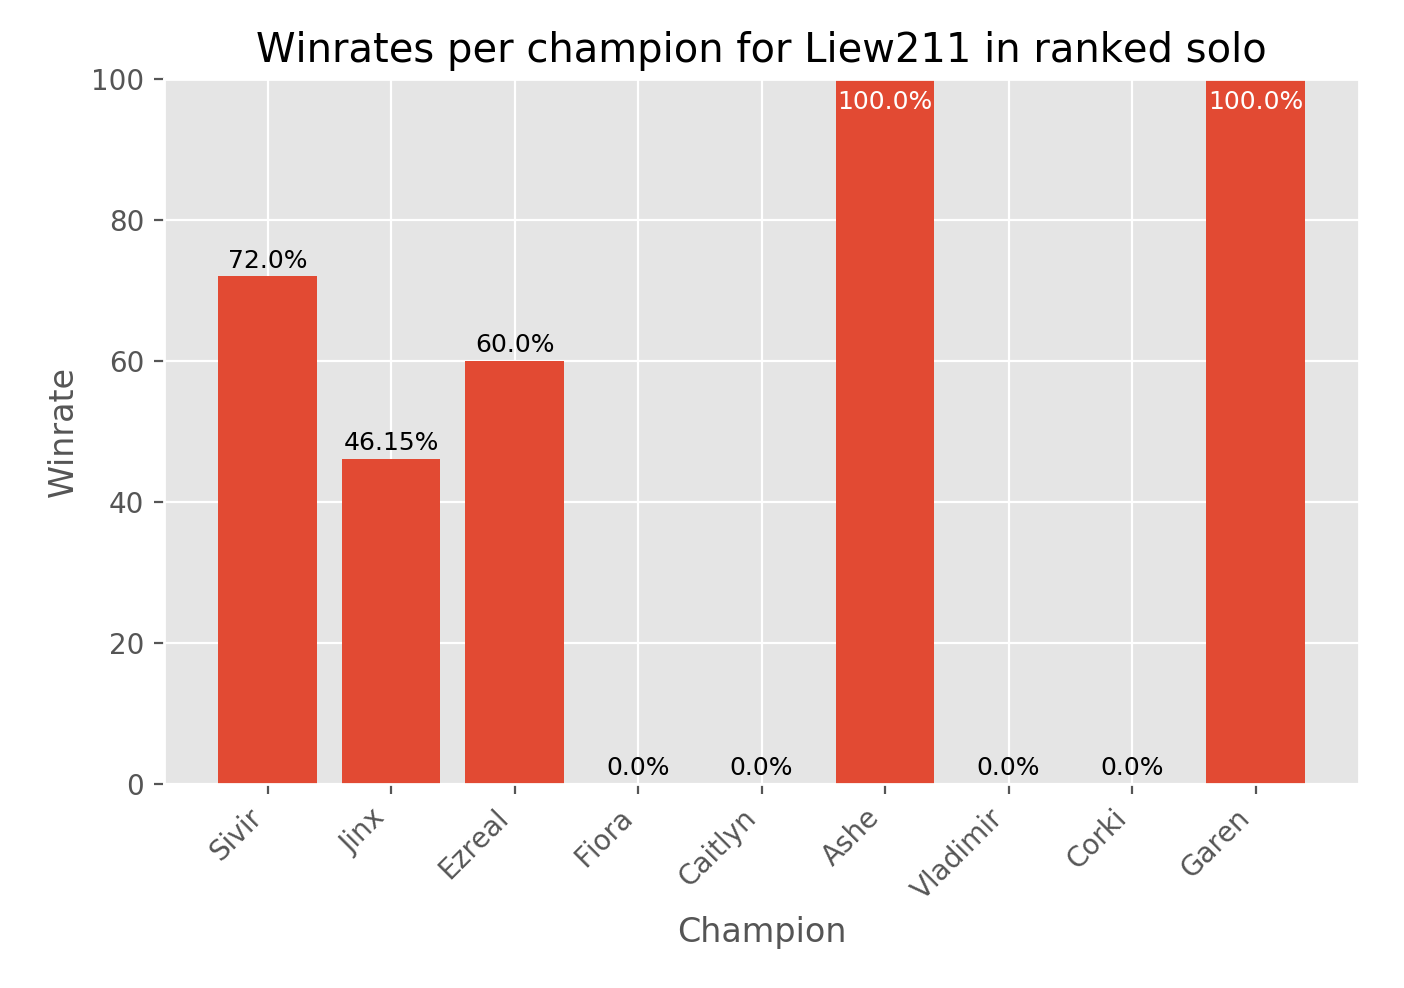 Winrates per champion for Liew211 in ranked solo
100
80
60
40
20
0
Winrate
72.0%
46.15%
60.0%
0.0%
0.0%
100.0%
0.0%
0.0%
100.0%
Sivir
Jinx
Ezreal
Fiora
Caitlyn
Ashe
Vladimir
Corki
Garen
Champion